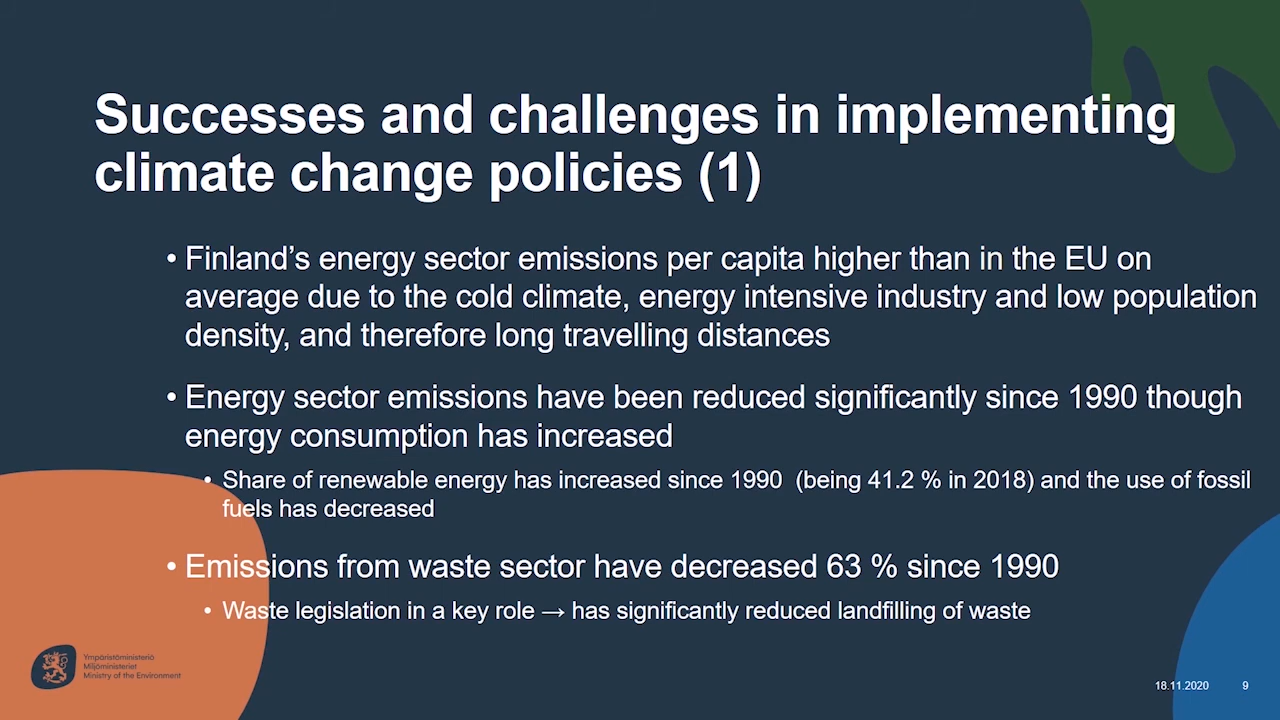 Successes and challenges in implementing
climate change policies (1)
• Finland’s energy sector emissions per capita higher than in the EU on
average due to the cold climate, energy intensive industry and low population
density, and therefore long travelling distances
• Energy sector emissions have been reduced significantly since 1990 though
energy consumption has increased
• Share of renewable energy has increased since 1990  (being 41.2 % in 2018) and the use of fossil
fuels has decreased
• Emissions from waste sector have decreased 63 % since 1990
• Waste legislation in a key role → has significantly reduced landfilling of waste
Ympäristöministeriö
Miljöministeriet
Ministry of the Environment
18.11.2020 9